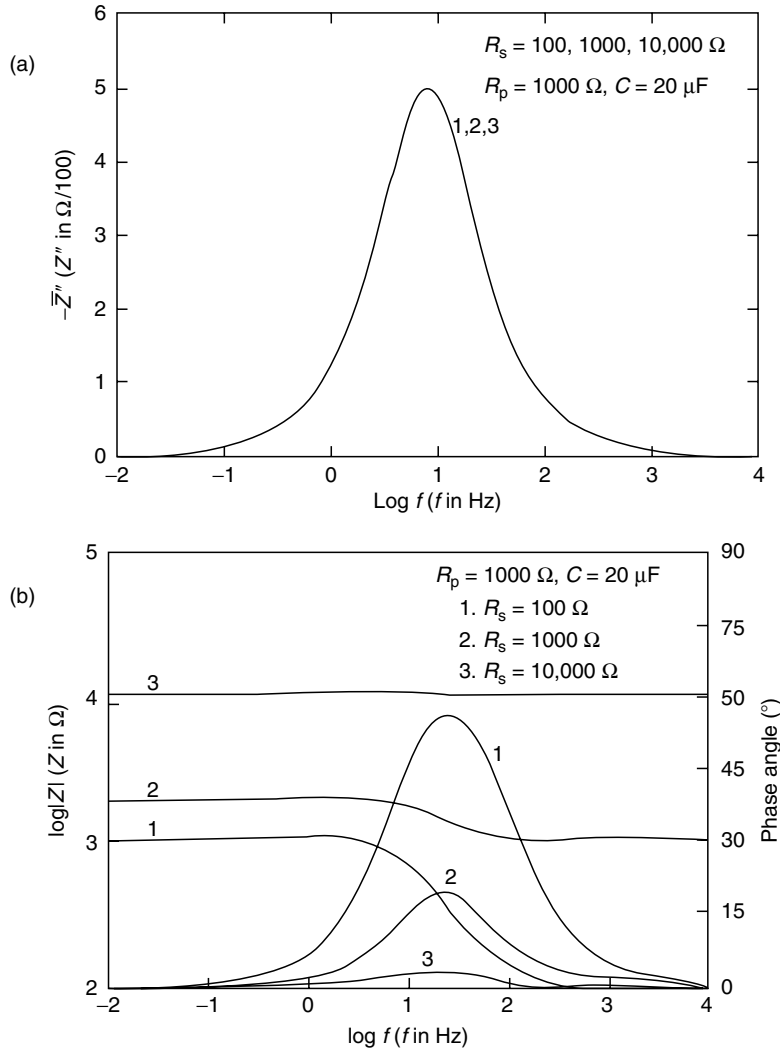 (a)
R_s = 100, 1000, 10,000 Ω
R_p = 1000 Ω, C = 20 μF
1,2,3
5
4
3
2
1
0
−Z̿″ (Z″ in Ω/100)
−2 −1 0 1 2 3 4
Log f (f in Hz)
(b)
R_p = 1000 Ω, C = 20 μF
1. R_s = 100 Ω
2. R_s = 1000 Ω
3. R_s = 10,000 Ω
5
4
3
2
log|Z| (Z in Ω)
3
2
1
1
2
3
90
75
60
50
45
30
15
0
Phase angle (°)
−2 −1 0 1 2 3 4
log f (f in Hz)